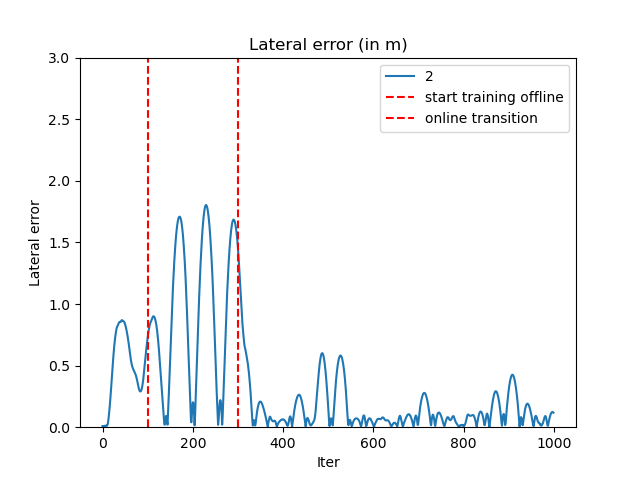 Lateral error (in m)
3.0
2.5
2.0
1.5
1.0
0.5
0.0
Lateral error
2
start training offline
online transition
0
200
400
600
800
1000
Iter